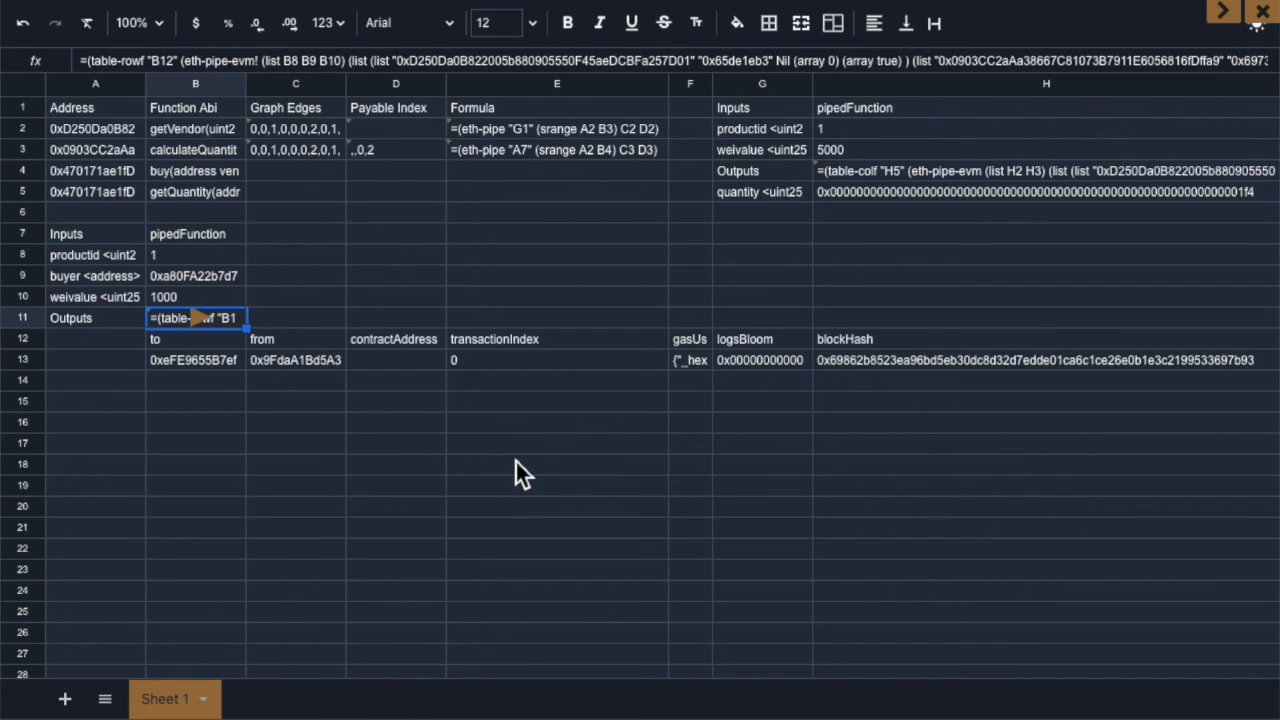 100% $ % .0 .00 123 Arial 12 B I U S Tr
fx =(table-rowf "B12" (eth-pipe-evm! (list B8 B9 B10) (list (list "0xD250Da0B822005b880905550F45aeDCBFa257D01" "0x65de1eb3" Nil (array 0) (array true) ) (list "0x0903CC2aAa38667C81073B7911E6056816fDffa9" "0x6973
A B C D E F G H
1 Address Function Abi Graph Edges Payable Index Formula Inputs pipedFunction
2 0xD250Da0B82 getVendor(uint2 0,0,1,0,0,0,2,0,1, =(eth-pipe "G1" (srange A2 B3) C2 D2) productid <uint2 1
3 0x0903CC2aAa calculateQuantit 0,0,1,0,0,0,2,0,1, ,,0,2 =(eth-pipe "A7" (srange A2 B4) C3 D3) weivalue <uint25 5000
4 0x470171ae1fD buy(address ven Outputs =(table-colf "H5" (eth-pipe-evm (list H2 H3) (list (list "0xD250Da0B822005b880905550
5 0x470171ae1fD getQuantity(addr quantity <uint25 0x00000000000000000000000000000000000000000000000000000000000001f4
6
7 Inputs pipedFunction
8 productid <uint2 1
9 buyer <address> 0xa80FA22b7d7
10 weivalue <uint25 1000
11 Outputs =(table- wf "B1
12 to from contractAddress transactionIndex gasUs logsBloom blockHash
13 0xeFE9655B7ef 0x9FdaA1Bd5A3 0 {"_hex 0x00000000000 0x69862b8523ea96bd5eb30dc8d32d7edde01ca6c1ce26e0b1e3c2199533697b93
14
15
16
17
18
19
20
21
22
23
24
25
26
27
28
Sheet 1